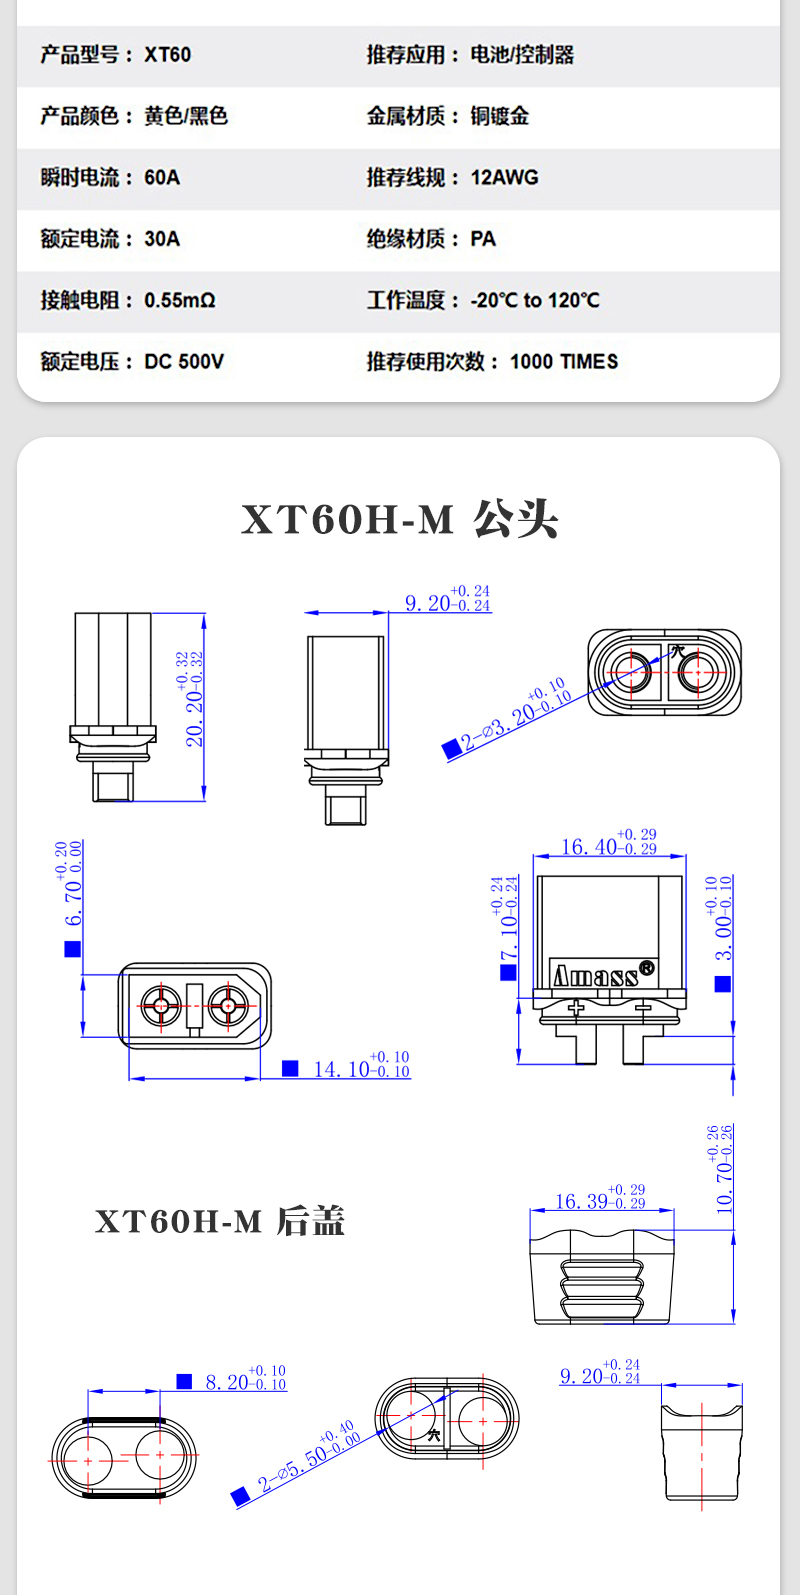 产品型号： XT60
推荐应用： 电池/控制器
产品颜色： 黄色/黑色
金属材质： 铜镀金
瞬时电流： 60A
推荐线规： 12AWG
额定电流： 30A
绝缘材质： PA
接触电阻： 0.55mΩ
工作温度： -20℃ to 120℃
额定电压： DC 500V
推荐使用次数： 1000 TIMES
XT60H-M 公头
20.20+0.32-0.32
9.20+0.24-0.24
2-⌀3.20+0.10-0.10
穴
6.70+0.20 0.00
14.10+0.10-0.10
16.40+0.29-0.29
7.10+0.24-0.24
3.00+0.10-0.10
Amass®
+ −
XT60H-M 后盖
16.39+0.29-0.29
10.70+0.26-0.26
8.20+0.10-0.10
2-⌀5.50+0.40-0.00
穴
9.20+0.24-0.24